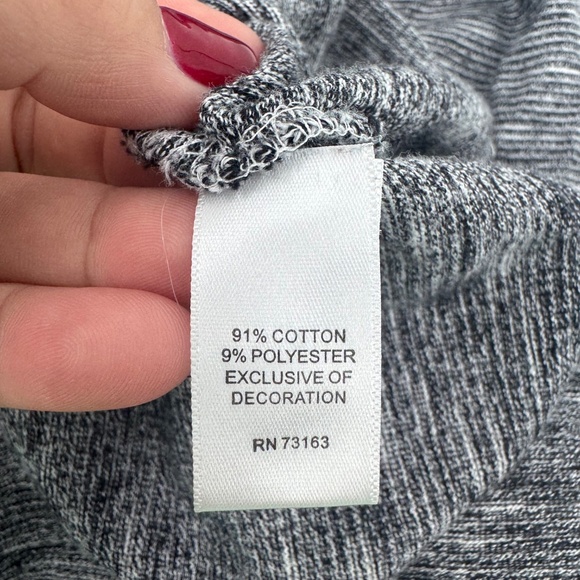 91% COTTON
9% POLYESTER
EXCLUSIVE OF
DECORATION
RN 73163